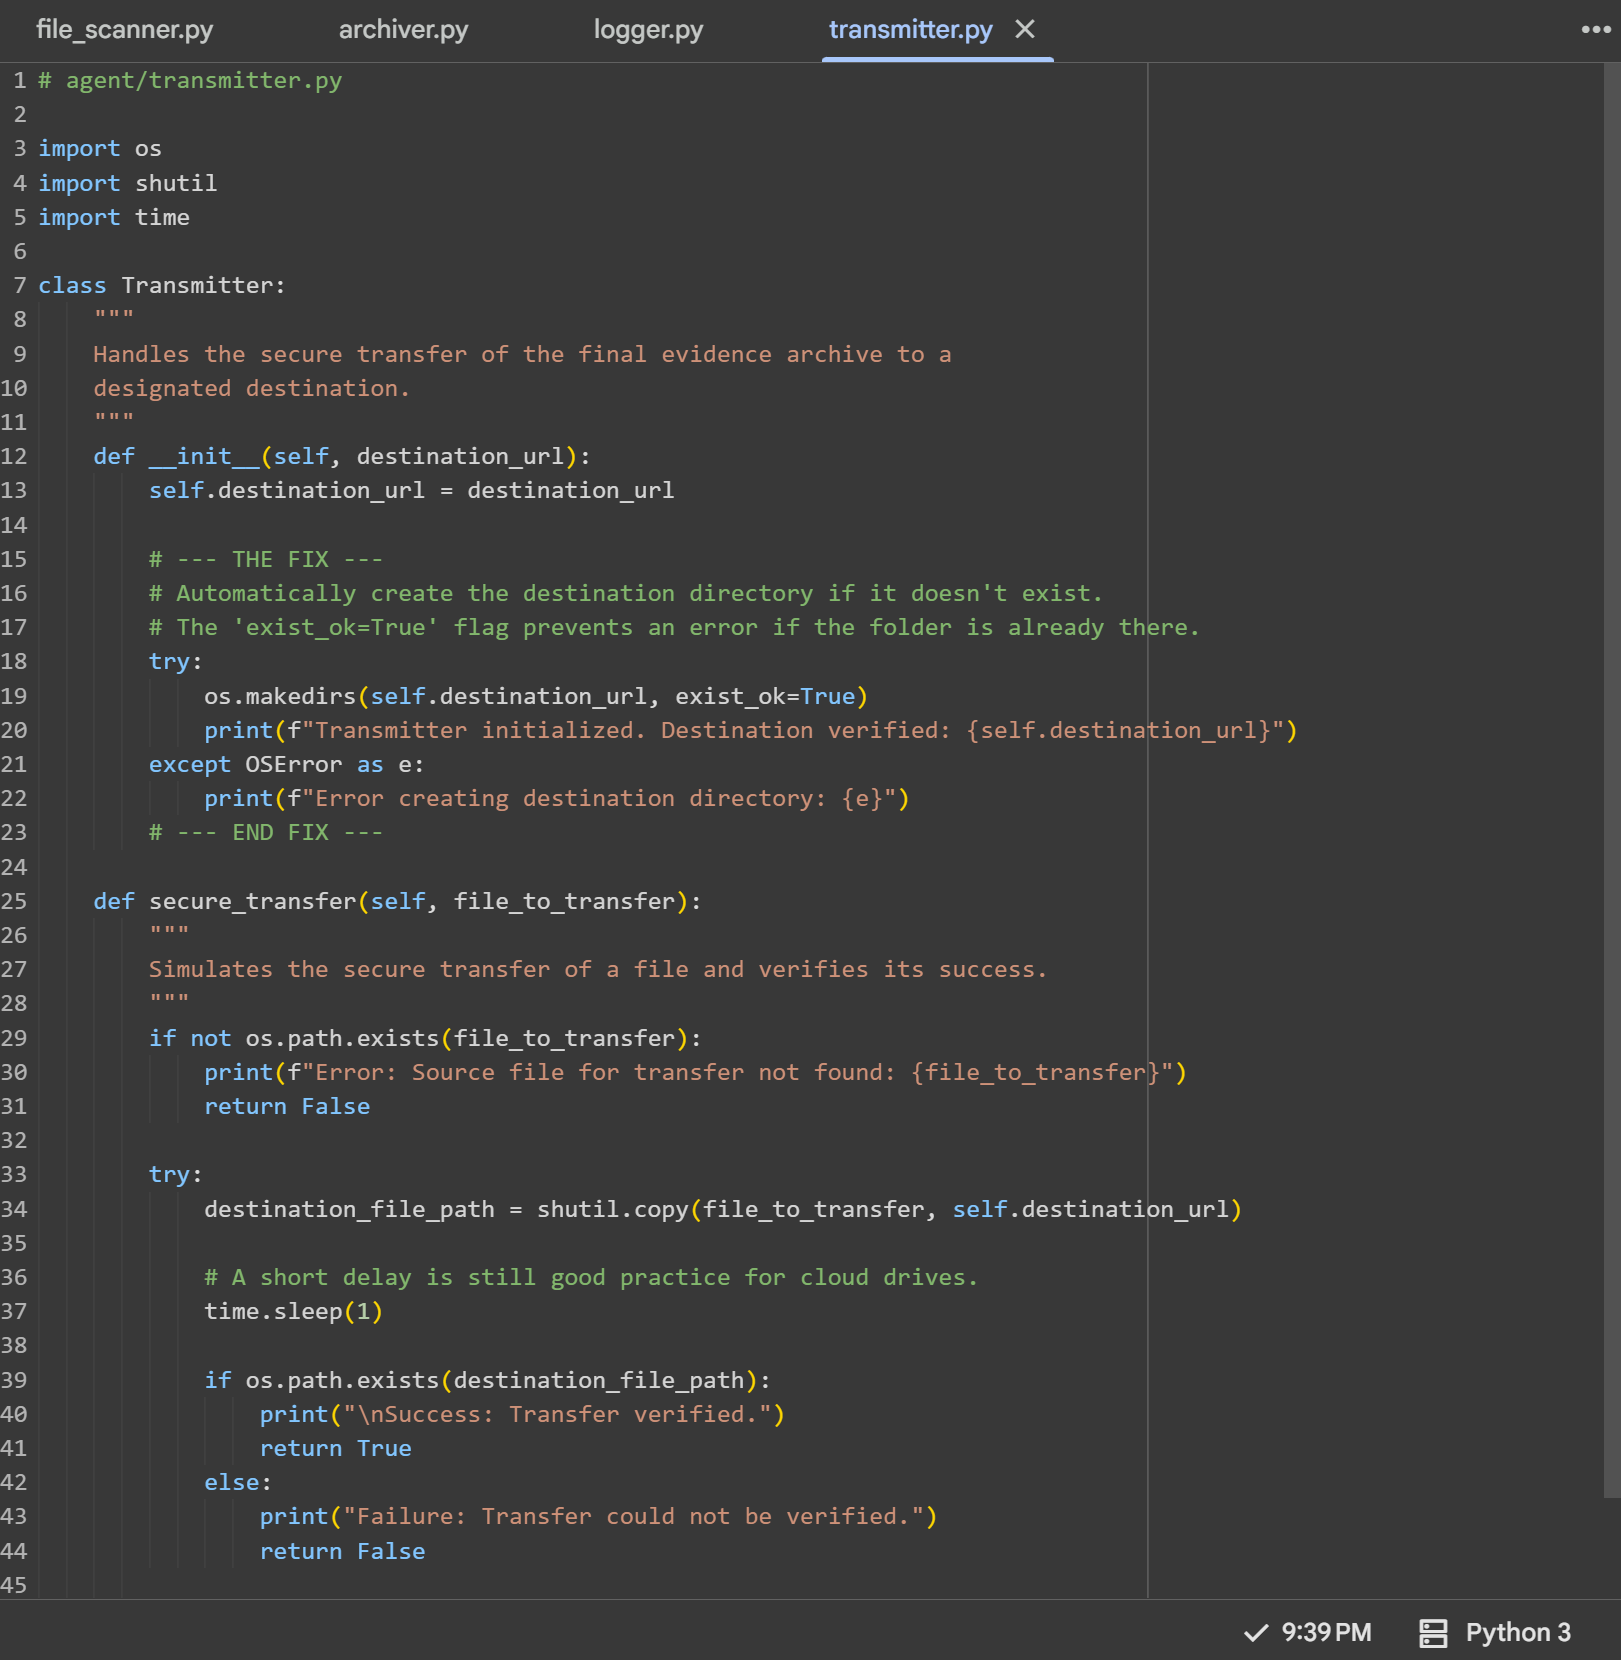 file_scanner.py archiver.py logger.py transmitter.py
1 # agent/transmitter.py
2
3 import os
4 import shutil
5 import time
6
7 class Transmitter:
8     """
9     Handles the secure transfer of the final evidence archive to a
10     designated destination.
11     """
12     def __init__(self, destination_url):
13         self.destination_url = destination_url
14
15         # --- THE FIX ---
16         # Automatically create the destination directory if it doesn't exist.
17         # The 'exist_ok=True' flag prevents an error if the folder is already there.
18         try:
19             os.makedirs(self.destination_url, exist_ok=True)
20             print(f"Transmitter initialized. Destination verified: {self.destination_url}")
21         except OSError as e:
22             print(f"Error creating destination directory: {e}")
23         # --- END FIX ---
24
25     def secure_transfer(self, file_to_transfer):
26         """
27         Simulates the secure transfer of a file and verifies its success.
28         """
29         if not os.path.exists(file_to_transfer):
30             print(f"Error: Source file for transfer not found: {file_to_transfer}")
31             return False
32
33         try:
34             destination_file_path = shutil.copy(file_to_transfer, self.destination_url)
35
36             # A short delay is still good practice for cloud drives.
37             time.sleep(1)
38
39             if os.path.exists(destination_file_path):
40                 print("\nSuccess: Transfer verified.")
41                 return True
42             else:
43                 print("Failure: Transfer could not be verified.")
44                 return False
45
9:39 PM Python 3